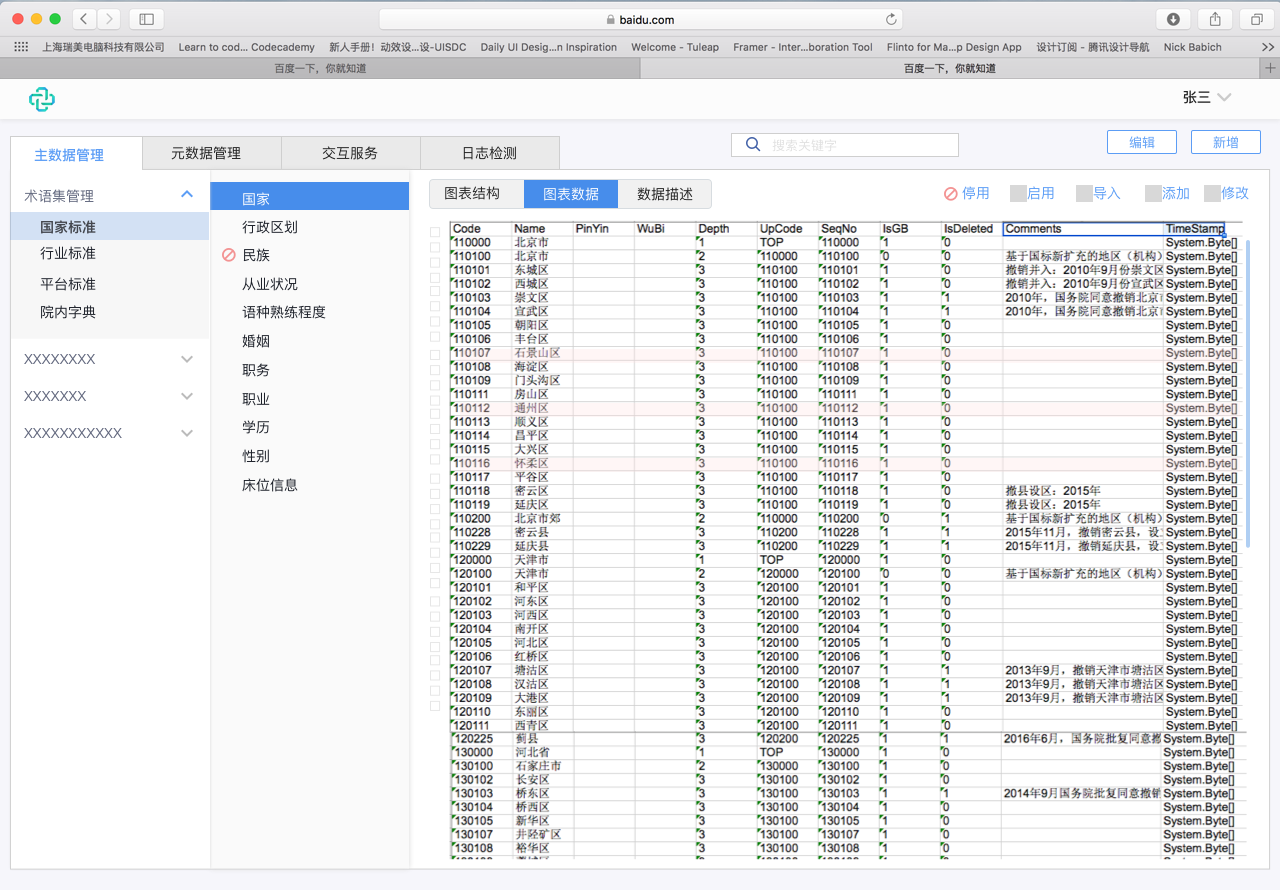 baidu.com
上海瑞美电脑科技有限公司 Learn to cod... Codecademy 新人手册！动效设...设-UISDC Daily UI Desig...n Inspiration Welcome - Tuleap Framer - Inter...boration Tool Flinto for Ma...p Design App 设计订阅 - 腾讯设计导航 Nick Babich
百度一下，你就知道 百度一下，你就知道
张三
主数据管理 元数据管理 交互服务 日志检测 搜索关键字 编辑 新增
术语集管理
国家标准
行业标准
平台标准
院内字典
XXXXXXXX
XXXXXXX
XXXXXXXXXXX
国家
行政区划
民族
从业状况
语种熟练程度
婚姻
职务
职业
学历
性别
床位信息
图表结构 图表数据 数据描述 停用 启用 导入 添加 修改
Code Name PinYin WuBi Depth UpCode SeqNo IsGB IsDeleted Comments TimeStamp
110000 北京市 1 TOP 110000 1 0 System.Byte[]
110100 北京市 2 110000 110100 0 0 基于国标新扩充的地区（机构） System.Byte[]
110101 东城区 3 110100 110101 1 0 撤销并入：2010年9月份崇文区 System.Byte[]
110102 西城区 3 110100 110102 1 0 撤销并入：2010年9月份宣武区 System.Byte[]
110103 崇文区 3 110100 110103 1 1 2010年，国务院同意撤销北京 System.Byte[]
110104 宣武区 3 110100 110104 1 1 2010年，国务院同意撤销北京 System.Byte[]
110105 朝阳区 3 110100 110105 1 0 System.Byte[]
110106 丰台区 3 110100 110106 1 0 System.Byte[]
110107 石景山区 3 110100 110107 1 0 System.Byte[]
110108 海淀区 3 110100 110108 1 0 System.Byte[]
110109 门头沟区 3 110100 110109 1 0 System.Byte[]
110111 房山区 3 110100 110111 1 0 System.Byte[]
110112 通州区 3 110100 110112 1 0 System.Byte[]
110113 顺义区 3 110100 110113 1 0 System.Byte[]
110114 昌平区 3 110100 110114 1 0 System.Byte[]
110115 大兴区 3 110100 110115 1 0 System.Byte[]
110116 怀柔区 3 110100 110116 1 0 System.Byte[]
110117 平谷区 3 110100 110117 1 0 System.Byte[]
110118 密云区 3 110100 110118 1 0 撤县设区：2015年 System.Byte[]
110119 延庆区 3 110100 110119 1 0 撤县设区：2015年 System.Byte[]
110200 北京市郊 2 110000 110200 0 1 基于国标新扩充的地区（机构） System.Byte[]
110228 密云县 3 110200 110228 1 1 2015年11月，撤销密云县，设 System.Byte[]
110229 延庆县 3 110200 110229 1 1 2015年11月，撤销延庆县，设 System.Byte[]
120000 天津市 1 TOP 120000 1 0 System.Byte[]
120100 天津市 2 120000 120100 0 0 基于国标新扩充的地区（机构） System.Byte[]
120101 和平区 3 120100 120101 1 0 System.Byte[]
120102 河东区 3 120100 120102 1 0 System.Byte[]
120103 河西区 3 120100 120103 1 0 System.Byte[]
120104 南开区 3 120100 120104 1 0 System.Byte[]
120105 河北区 3 120100 120105 1 0 System.Byte[]
120106 红桥区 3 120100 120106 1 0 System.Byte[]
120107 塘沽区 3 120100 120107 1 1 2013年9月，撤销天津市塘沽区 System.Byte[]
120108 汉沽区 3 120100 120108 1 1 2013年9月，撤销天津市塘沽区 System.Byte[]
120109 大港区 3 120100 120109 1 1 2013年9月，撤销天津市塘沽区 System.Byte[]
120110 东丽区 3 120100 120110 1 0 System.Byte[]
120111 西青区 3 120100 120111 1 0 System.Byte[]
120225 蓟县 3 120200 120225 1 1 2016年6月，国务院批复同意撤 System.Byte[]
130000 河北省 1 TOP 130000 1 0 System.Byte[]
130100 石家庄市 2 130000 130100 1 0 System.Byte[]
130102 长安区 3 130100 130102 1 0 System.Byte[]
130103 桥东区 3 130100 130103 1 1 2014年9月国务院批复同意撤销 System.Byte[]
130104 桥西区 3 130100 130104 1 0 System.Byte[]
130105 新华区 3 130100 130105 1 0 System.Byte[]
130107 井陉矿区 3 130100 130107 1 0 System.Byte[]
130108 裕华区 3 130100 130108 1 0 System.Byte[]